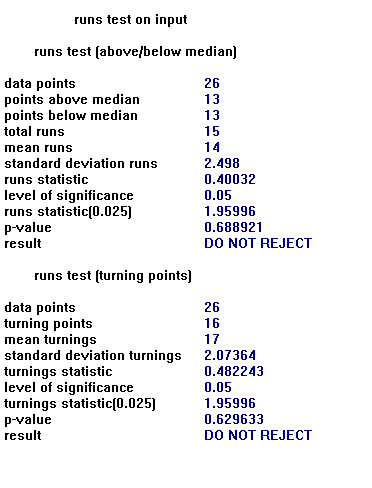 runs test on input
runs test (above/below median)
data points 26
points above median 13
points below median 13
total runs 15
mean runs 14
standard deviation runs 2.498
runs statistic 0.40032
level of significance 0.05
runs statistic(0.025) 1.95996
p-value 0.688921
result DO NOT REJECT
runs test (turning points)
data points 26
turning points 16
mean turnings 17
standard deviation turnings 2.07364
turnings statistic 0.482243
level of significance 0.05
turnings statistic(0.025) 1.95996
p-value 0.629633
result DO NOT REJECT